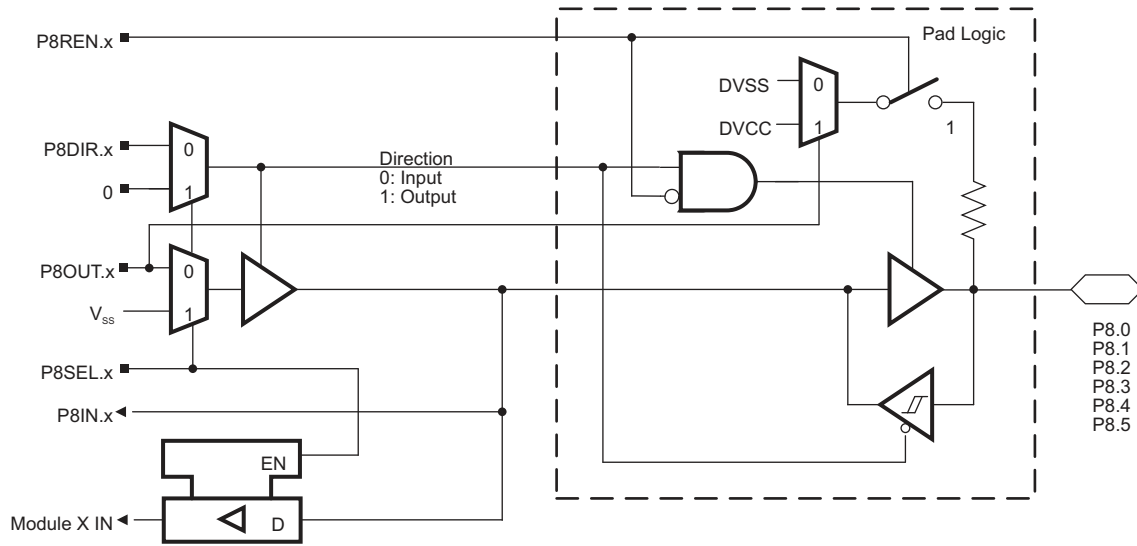 P8REN.x
Pad Logic
DVSS
0
DVCC
1
1
P8DIR.x
0
0
1
Direction
0: Input
1: Output
P8OUT.x
0
VSS
1
P8SEL.x
P8IN.x
EN
Module X IN
D
P8.0
P8.1
P8.2
P8.3
P8.4
P8.5